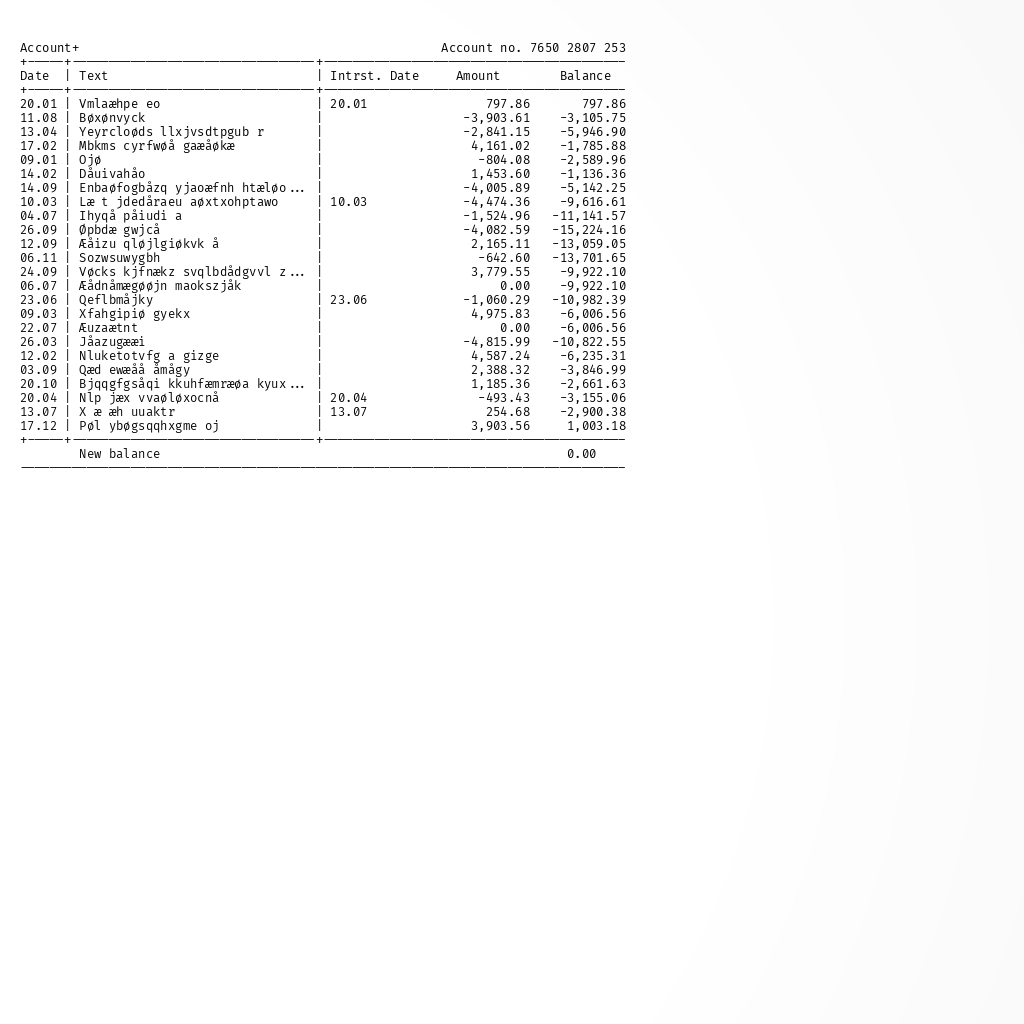 Account+ Account no. 7650 2807 253
Date | Text | Intrst. Date Amount Balance
20.01 | Vmlaæhpe eo | 20.01 797.86 797.86
11.08 | Bøxønvyck | -3,903.61 -3,105.75
13.04 | Yeyrcloøds llxjvsdtpgub r | -2,841.15 -5,946.90
17.02 | Mbkms cyrfwøå gaæåøkæ | 4,161.02 -1,785.88
09.01 | Ojø | -804.08 -2,589.96
14.02 | Dåuivahåo | 1,453.60 -1,136.36
14.09 | Enbaøfogbåzq yjaoæfnh htæløo... | -4,005.89 -5,142.25
10.03 | Læ t jdedåraeu aøxtxohptawo | 10.03 -4,474.36 -9,616.61
04.07 | Ihyqå påiudi a | -1,524.96 -11,141.57
26.09 | Øpbdæ gwjcå | -4,082.59 -15,224.16
12.09 | Æåizu qløjlgiøkvk å | 2,165.11 -13,059.05
06.11 | Sozwsuwygbh | -642.60 -13,701.65
24.09 | Vøcks kjfnækz svqlbdådgvvl z... | 3,779.55 -9,922.10
06.07 | Æådnåmægøøjn maokszjåk | 0.00 -9,922.10
23.06 | Qeflbmåjky | 23.06 -1,060.29 -10,982.39
09.03 | Xfahgipiø gyekx | 4,975.83 -6,006.56
22.07 | Æuzaætnt | 0.00 -6,006.56
26.03 | Jåazugææi | -4,815.99 -10,822.55
12.02 | Nluketotvfg a gizge | 4,587.24 -6,235.31
03.09 | Qæd ewæåå åmågy | 2,388.32 -3,846.99
20.10 | Bjqqgfgsåqi kkuhfæmræøa kyux... | 1,185.36 -2,661.63
20.04 | Nlp jæx vvaøløxocnå | 20.04 -493.43 -3,155.06
13.07 | X æ æh uuaktr | 13.07 254.68 -2,900.38
17.12 | Pøl ybøgsqqhxgme oj | 3,903.56 1,003.18
New balance 0.00